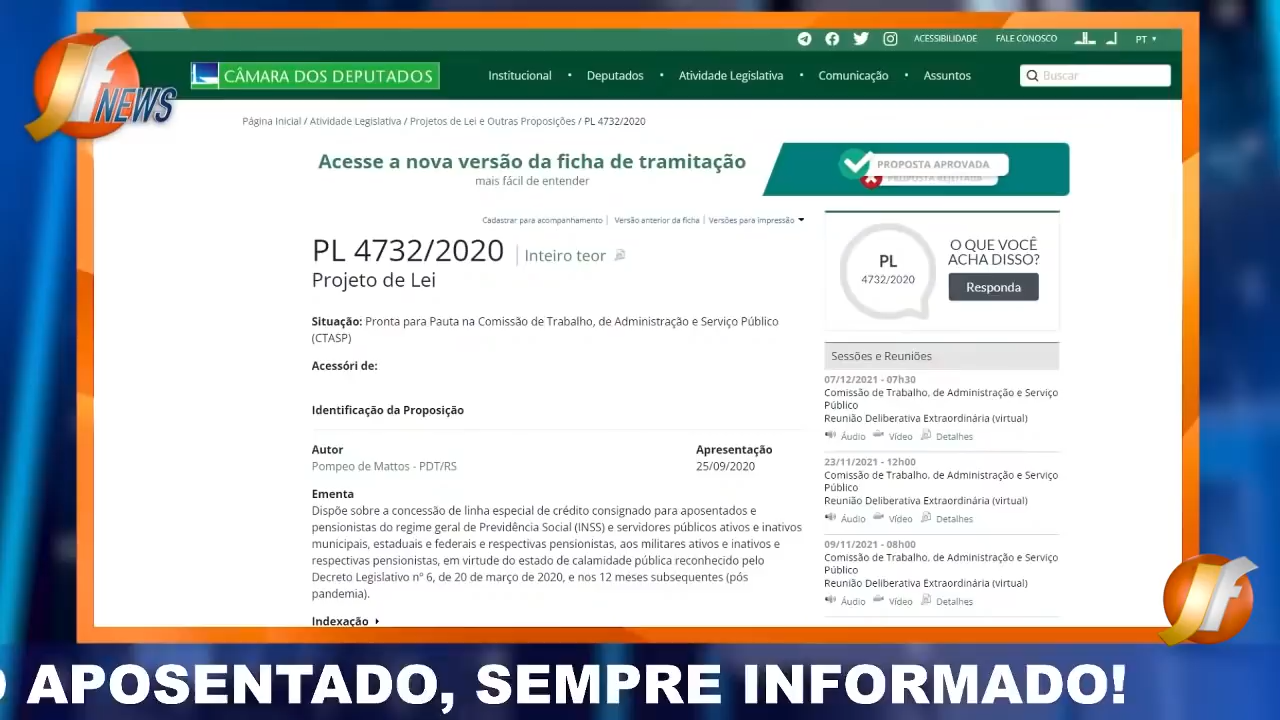 ACESSIBILIDADE FALE CONOSCO PT
CÂMARA DOS DEPUTADOS
Institucional • Deputados • Atividade Legislativa • Comunicação • Assuntos
Buscar
Jf NEWS
Página Inicial / Atividade Legislativa / Projetos de Lei e Outras Proposições / PL 4732/2020
Acesse a nova versão da ficha de tramitação
mais fácil de entender
PROPOSTA APROVADA
PROPOSTA REJEITADA
Cadastrar para acompanhamento | Versão anterior da ficha | Versões para impressão
PL 4732/2020 | Inteiro teor
Projeto de Lei
Situação: Pronta para Pauta na Comissão de Trabalho, de Administração e Serviço Público
(CTASP)
Acessóri de:
Identificação da Proposição
Autor
Pompeo de Mattos - PDT/RS
Apresentação
25/09/2020
Ementa
Dispõe sobre a concessão de linha especial de crédito consignado para aposentados e
pensionistas do regime geral de Previdência Social (INSS) e servidores públicos ativos e inativos
municipais, estaduais e federais e respectivas pensionistas, aos militares ativos e inativos e
respectivas pensionistas, em virtude do estado de calamidade pública reconhecido pelo
Decreto Legislativo nº 6, de 20 de março de 2020, e nos 12 meses subsequentes (pós
pandemia).
Indexação
PL
4732/2020
O QUE VOCÊ
ACHA DISSO?
Responda
Sessões e Reuniões
07/12/2021 - 07h30
Comissão de Trabalho, de Administração e Serviço
Público
Reunião Deliberativa Extraordinária (virtual)
Áudio Vídeo Detalhes
23/11/2021 - 12h00
Comissão de Trabalho, de Administração e Serviço
Público
Reunião Deliberativa Extraordinária (virtual)
Áudio Vídeo Detalhes
09/11/2021 - 08h00
Comissão de Trabalho, de Administração e Serviço
Público
Reunião Deliberativa Extraordinária (virtual)
Áudio Vídeo Detalhes
Jf
O APOSENTADO, SEMPRE INFORMADO!